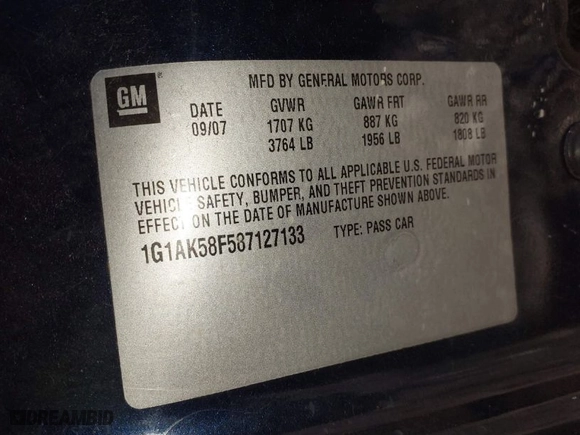 GM ®
MFD BY GENERAL MOTORS CORP.
DATE GVWR GAWR FRT GAWR RR
09/07 1707 KG 887 KG 820 KG
3764 LB 1956 LB 1808 LB
THIS VEHICLE CONFORMS TO ALL APPLICABLE U.S. FEDERAL MOTOR
VEHICLE SAFETY, BUMPER, AND THEFT PREVENTION STANDARDS IN
EFFECT ON THE DATE OF MANUFACTURE SHOWN ABOVE.
1G1AK58F587127133 TYPE: PASS CAR
DREAMBID